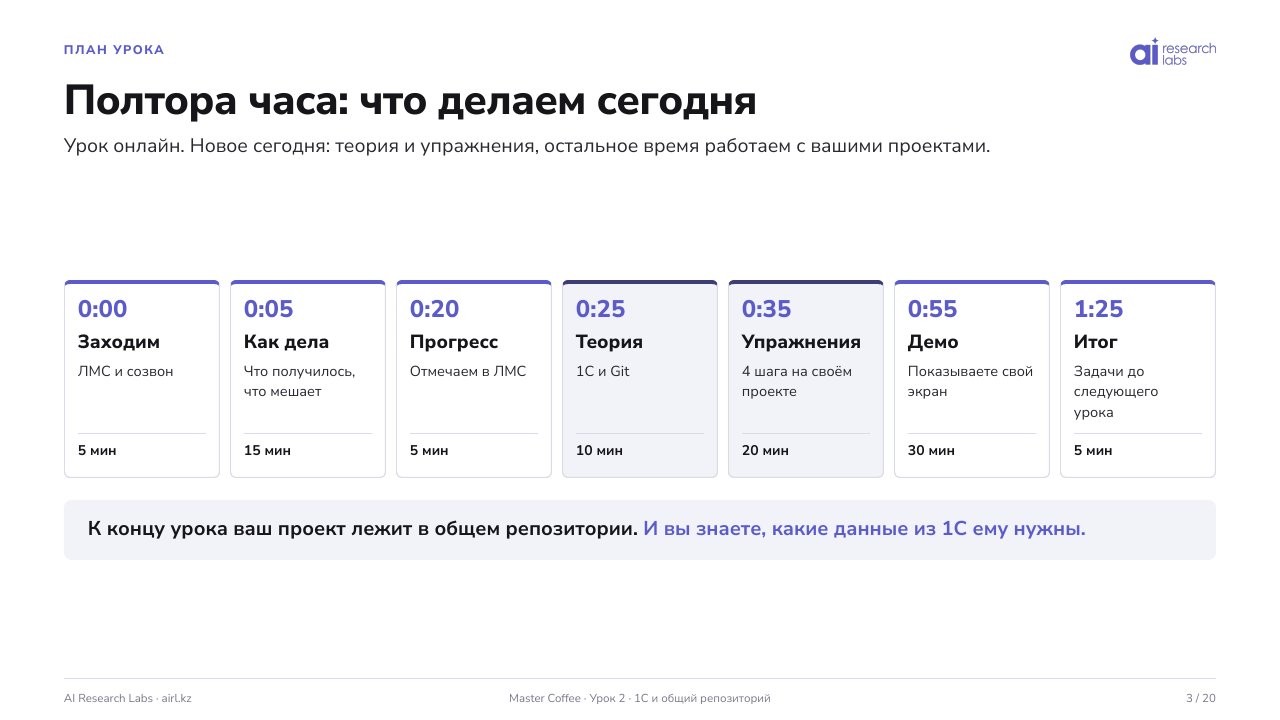 ПЛАН УРОКА
ai research labs
Полтора часа: что делаем сегодня
Урок онлайн. Новое сегодня: теория и упражнения, остальное время работаем с вашими проектами.
0:00
Заходим
ЛМС и созвон
5 мин
0:05
Как дела
Что получилось,
что мешает
15 мин
0:20
Прогресс
Отмечаем в ЛМС
5 мин
0:25
Теория
1С и Git
10 мин
0:35
Упражнения
4 шага на своём
проекте
20 мин
0:55
Демо
Показываете свой
экран
30 мин
1:25
Итог
Задачи до
следующего
урока
5 мин
К концу урока ваш проект лежит в общем репозитории. И вы знаете, какие данные из 1С ему нужны.
AI Research Labs · airl.kz
Master Coffee · Урок 2 · 1С и общий репозиторий
3 / 20